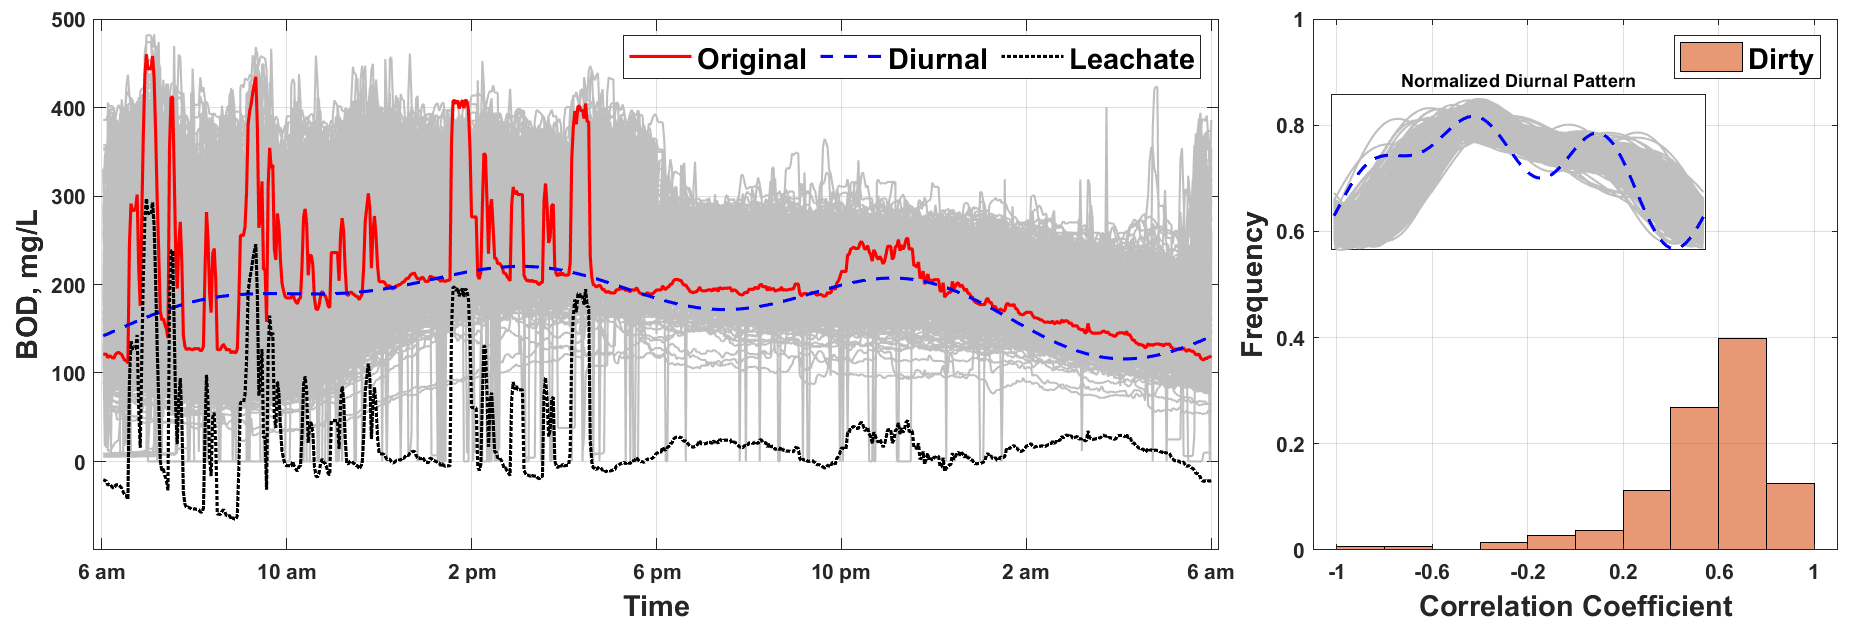 500
400
300
200
100
0
BOD, mg/L
Original
Diurnal
Leachate
6 am
10 am
2 pm
6 pm
10 pm
2 am
6 am
Time
1
0.8
0.6
0.4
0.2
0
Frequency
Dirty
Normalized Diurnal Pattern
-1
-0.6
-0.2
0.2
0.6
1
Correlation Coefficient